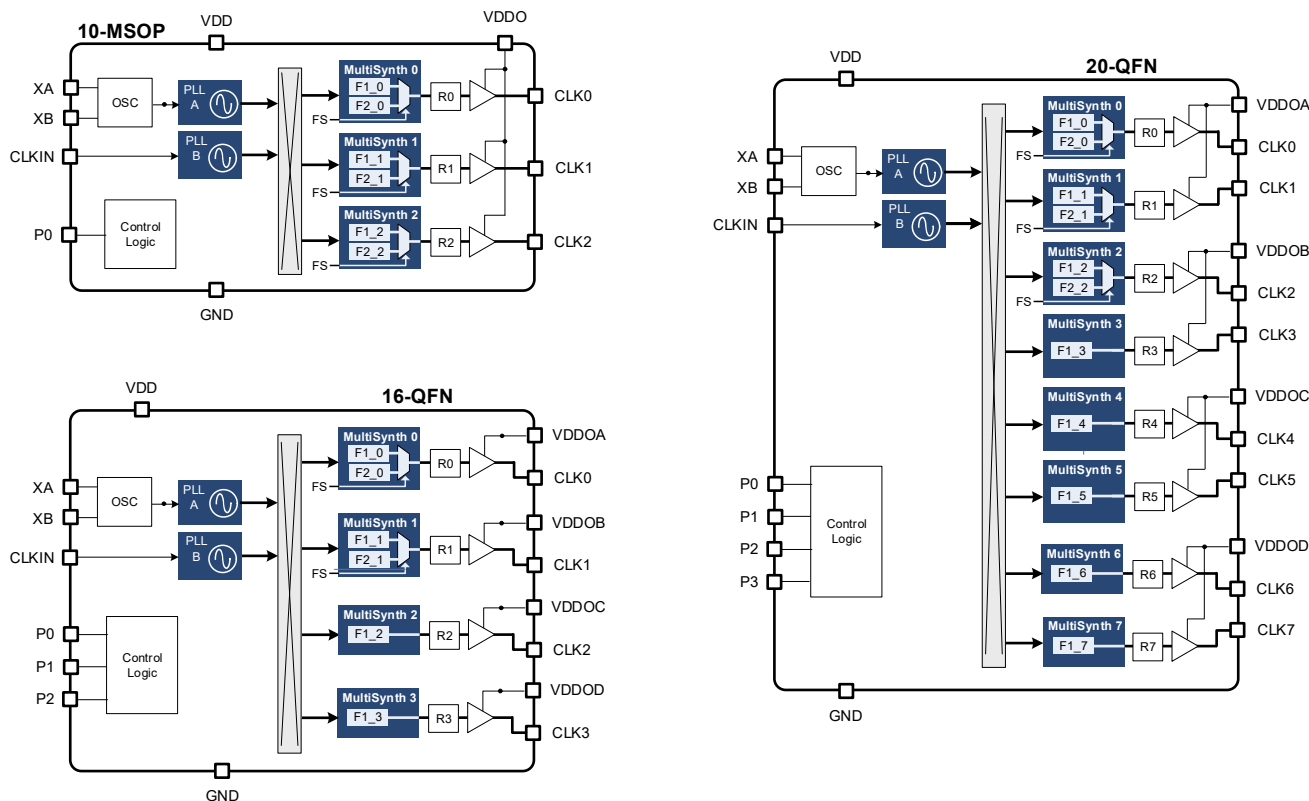 10-MSOP
VDD
VDDO
XA
XB
CLKIN
P0
OSC
PLL
A
PLL
B
Control
Logic
MultiSynth 0
F1_0
F2_0
FS
R0
CLK0
MultiSynth 1
F1_1
F2_1
FS
R1
CLK1
MultiSynth 2
F1_2
F2_2
FS
R2
CLK2
GND
16-QFN
VDD
XA
XB
CLKIN
P0
P1
P2
OSC
PLL
A
PLL
B
Control
Logic
MultiSynth 0
F1_0
F2_0
FS
R0
VDDOA
CLK0
MultiSynth 1
F1_1
F2_1
FS
R1
VDDOB
CLK1
MultiSynth 2
F1_2
R2
VDDOC
CLK2
MultiSynth 3
F1_3
R3
VDDOD
CLK3
GND
20-QFN
VDD
XA
XB
CLKIN
OSC
PLL
A
PLL
B
P0
P1
P2
P3
Control
Logic
MultiSynth 0
F1_0
F2_0
FS
R0
VDDOA
CLK0
MultiSynth 1
F1_1
F2_1
FS
R1
CLK1
MultiSynth 2
F1_2
F2_2
FS
R2
VDDOB
CLK2
MultiSynth 3
F1_3
R3
CLK3
MultiSynth 4
F1_4
R4
VDDOC
CLK4
MultiSynth 5
F1_5
R5
CLK5
MultiSynth 6
F1_6
R6
VDDOD
CLK6
MultiSynth 7
F1_7
R7
CLK7
GND